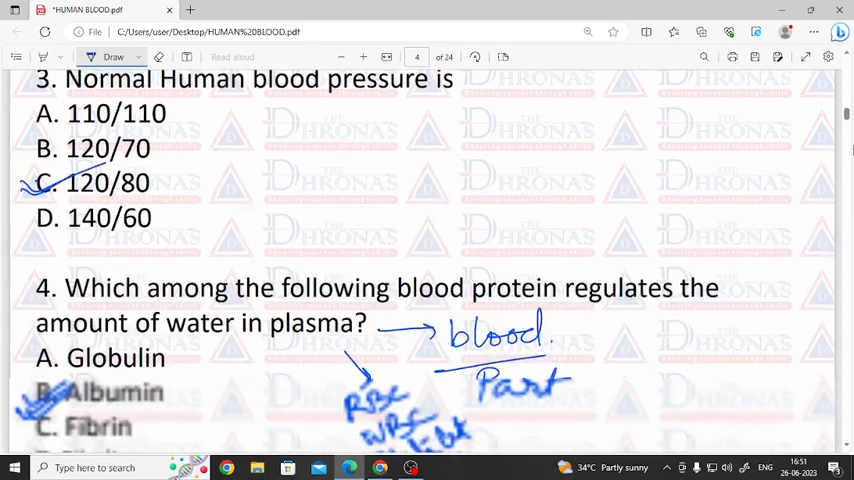 *HUMAN BLOOD.pdf
File C:/Users/user/Desktop/HUMAN%20BLOOD.pdf
Draw Read aloud 4 of 24
3. Normal Human blood pressure is
A. 110/110
B. 120/70
C. 120/80
D. 140/60
4. Which among the following blood protein regulates the
amount of water in plasma?
blood.
Part
A. Globulin
B. Albumin
RBC
WBC
C. Fibrin
THE DHRONAS
Type here to search
34°C Partly sunny
ENG
16:51
26-06-2023